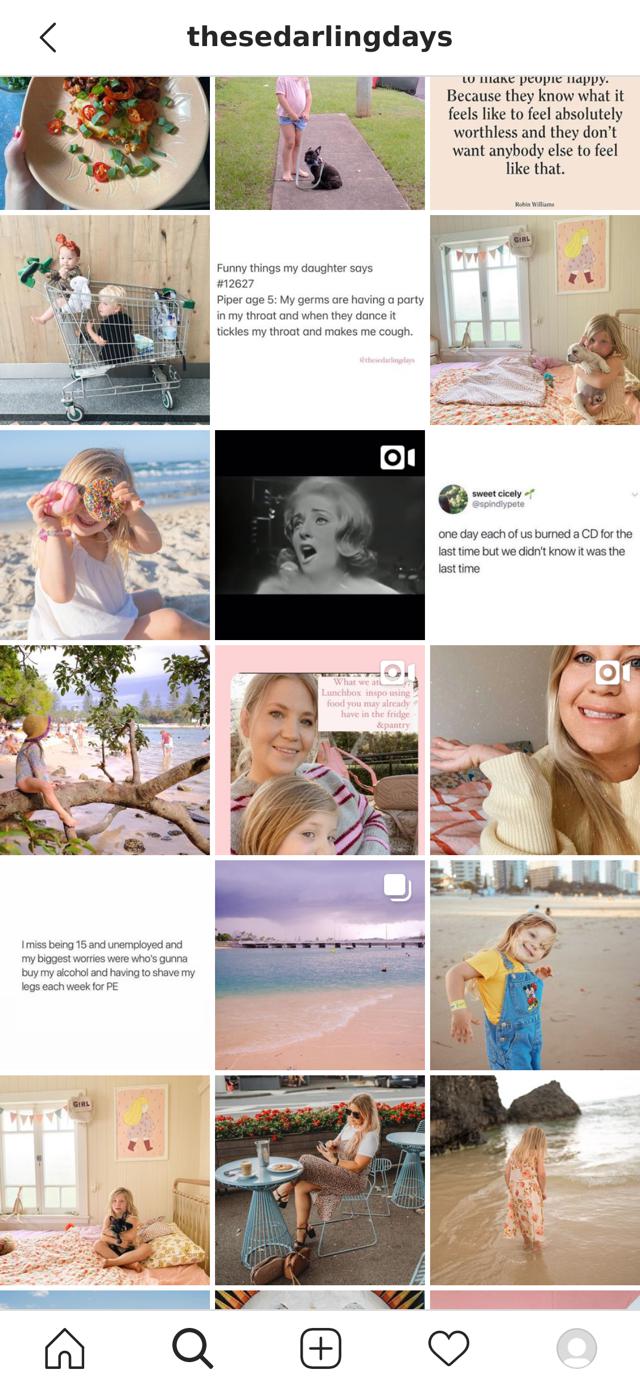 thesedarlingdays
to make people happy.
Because they know what it
feels like to feel absolutely
worthless and they don't
want anybody else to feel
like that.
Robin Williams
Funny things my daughter says
#12627
Piper age 5: My germs are having a party
in my throat and when they dance it
tickles my throat and makes me cough.
@thesedarlingdays
GIRL
sweet cicely
@spindlypete
one day each of us burned a CD for the
last time but we didn't know it was the
last time
What we at
Lunchbox inspo using
food you may already
have in the fridge
&pantry
I miss being 15 and unemployed and
my biggest worries were who's gunna
buy my alcohol and having to shave my
legs each week for PE
GIRL